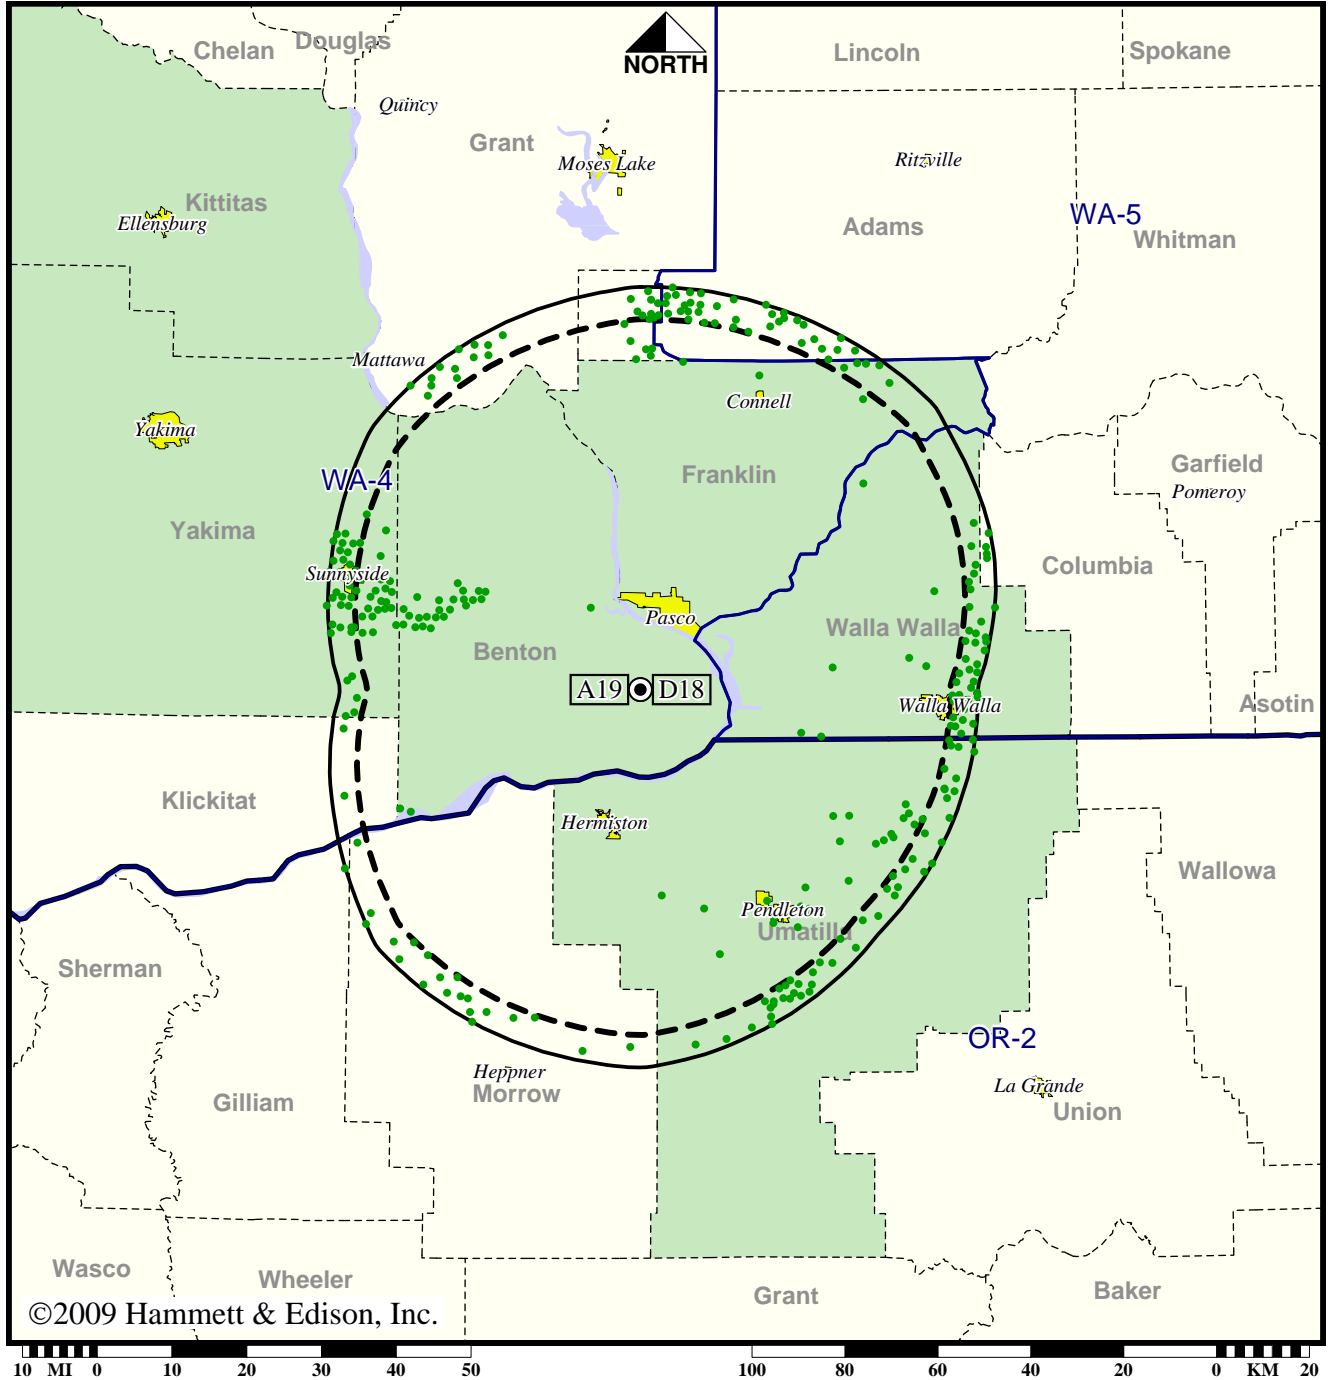 Chelan
Douglas
NORTH
Lincoln
Spokane
Quincy
Grant
Moses Lake
Ritzville
Kittitas
Ellensburg
Adams
WA-5
Whitman
Mattawa
Connell
Yakima
WA-4
Franklin
Garfield
Pomeroy
Yakima
Sunnyside
Columbia
Pasco
Walla Walla
Benton
A19
D18
Walla Walla
Asotin
Klickitat
Hermiston
Wallowa
Pendleton
Umatilla
Sherman
OR-2
Heppner
Morrow
La Grande
Union
Gilliam
Wasco
Wheeler
Grant
Baker
©2009 Hammett & Edison, Inc.
10 MI 0 10 20 30 40 50 100 80 60 40 20 0 KM 20